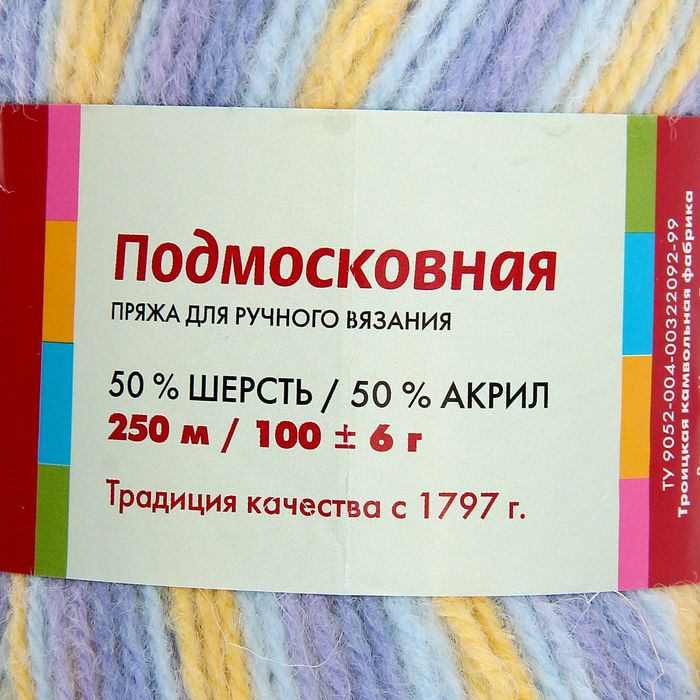 Подмосковная
ПРЯЖА ДЛЯ РУЧНОГО ВЯЗАНИЯ
50 % ШЕРСТЬ / 50 % АКРИЛ
250 м / 100 ± 6 г
Традиция качества с 1797 г.
ТУ 9052-004-00322092-99
Троицкая камвольная фабрика